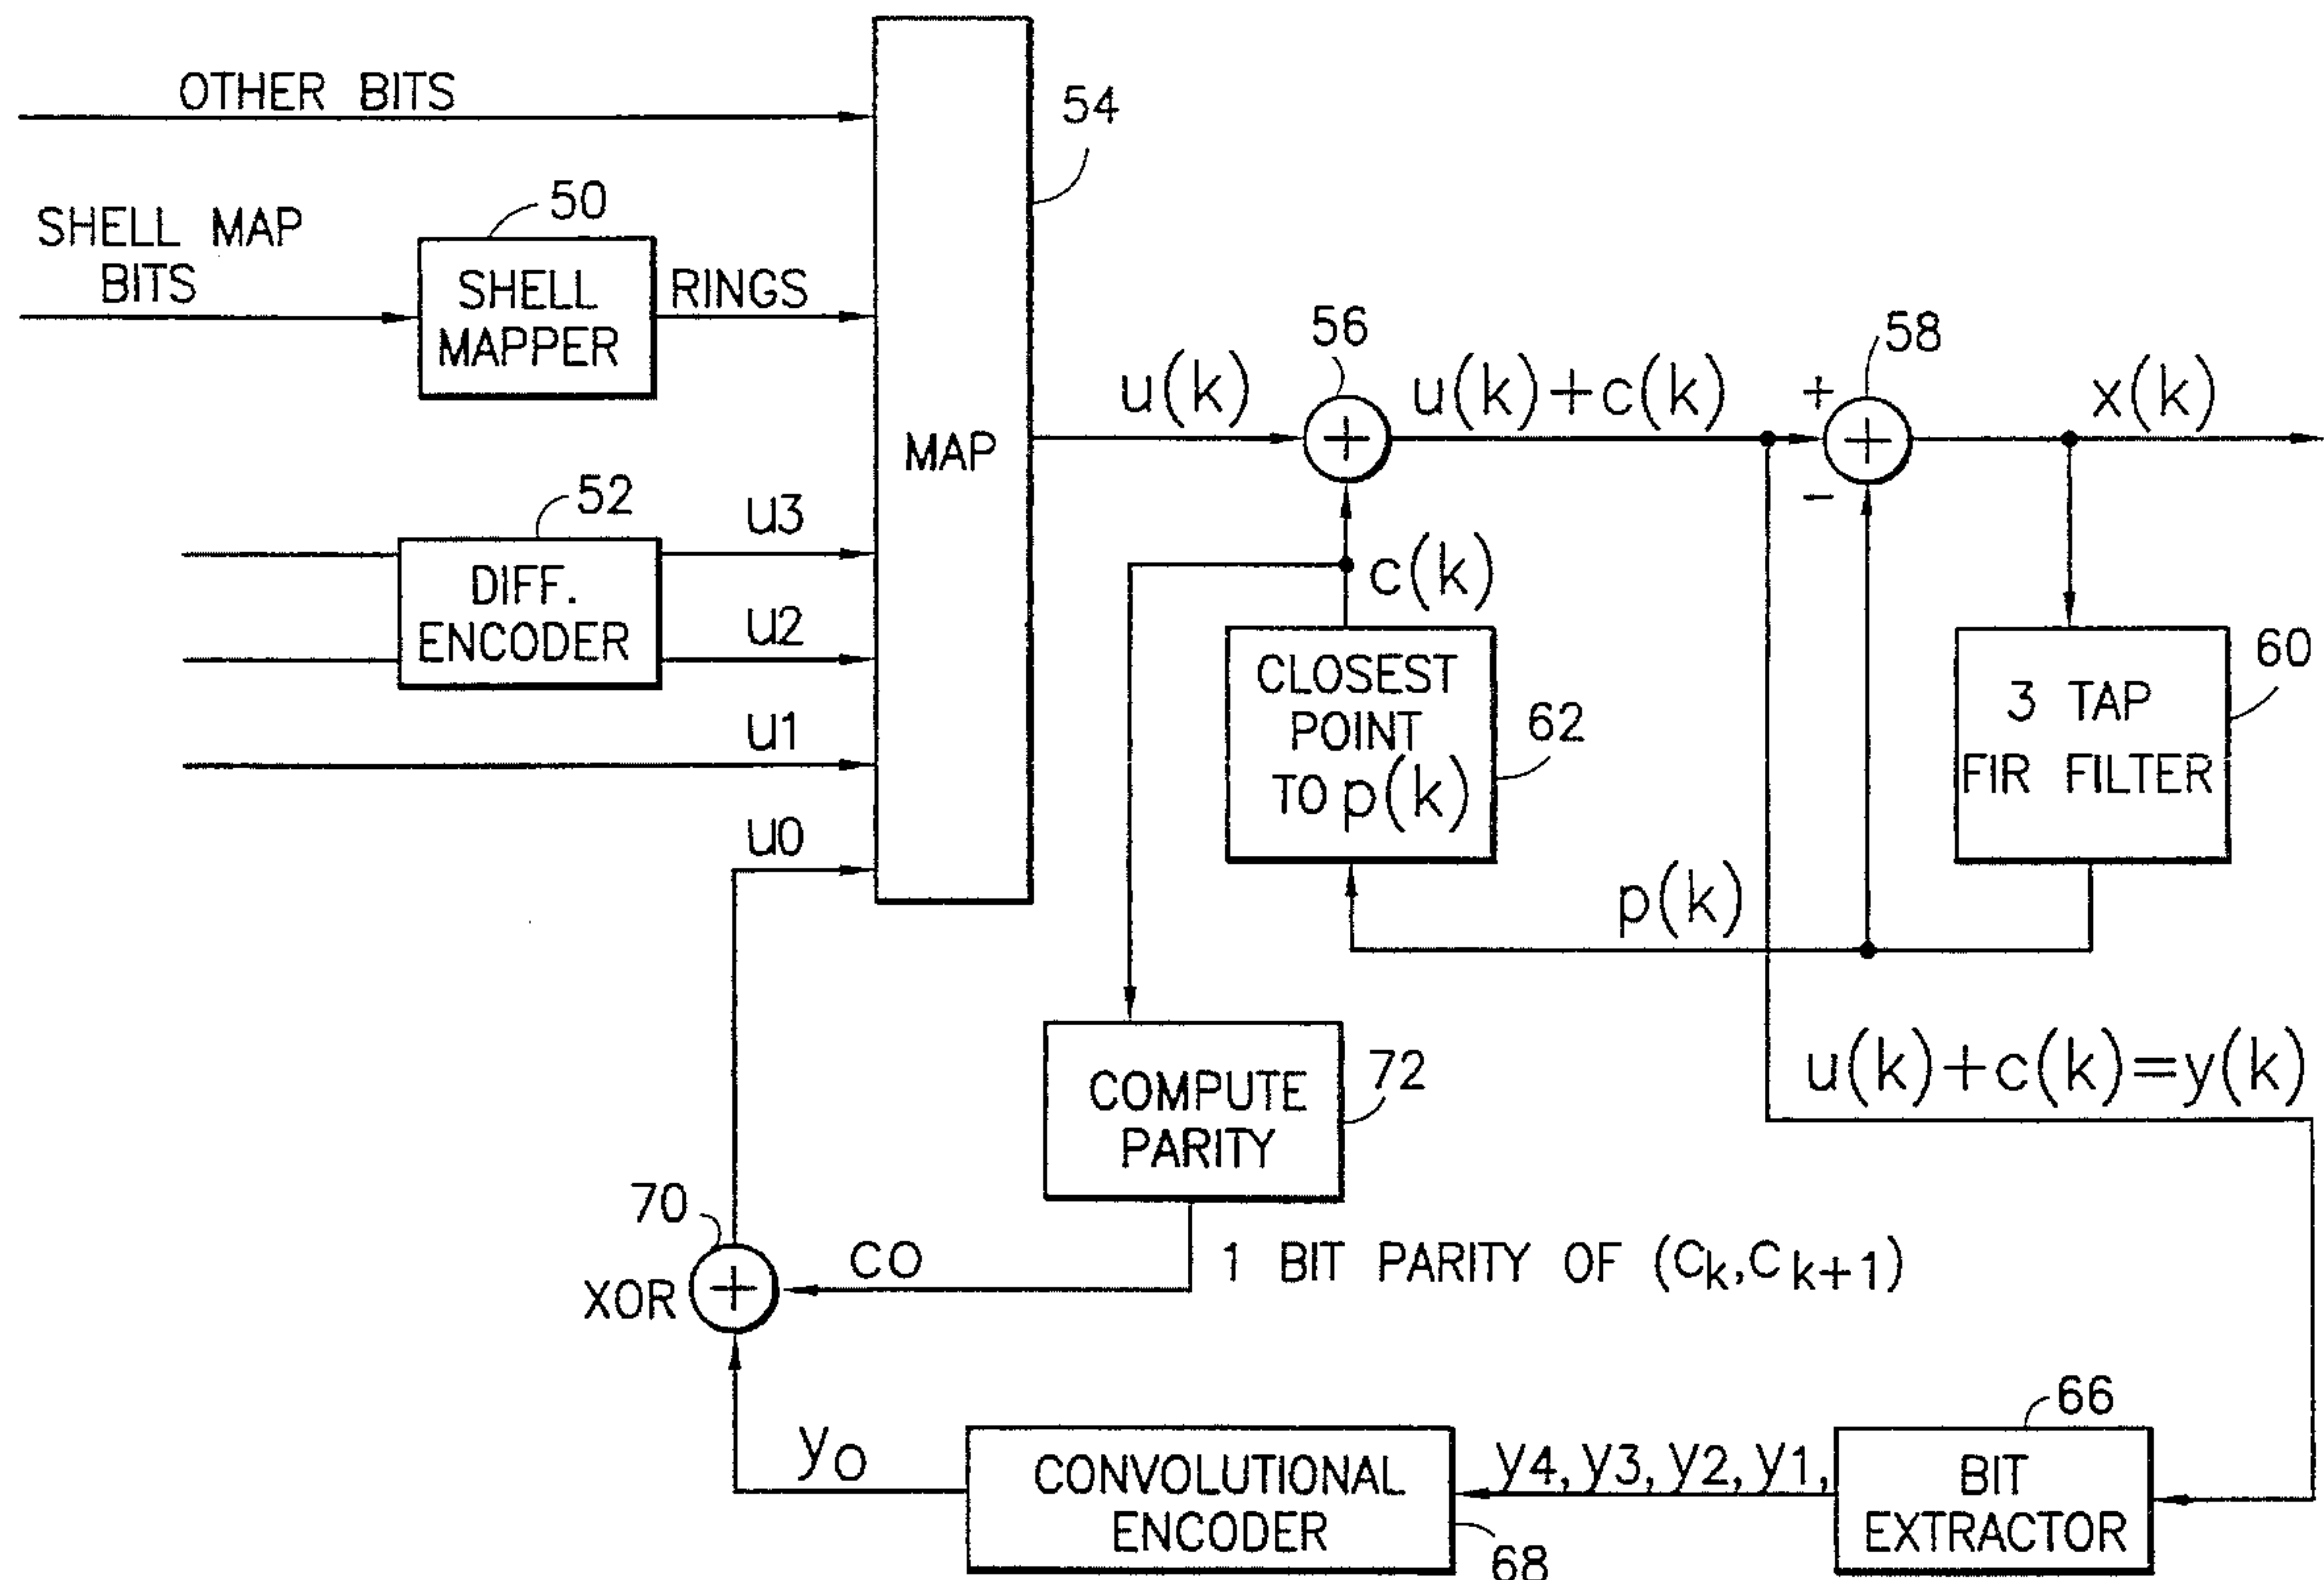 OTHER BITS
54
SHELL MAP
BITS
50
SHELL
MAPPER
RINGS
52
DIFF.
ENCODER
u3
u2
u1
u0
MAP
u(k)
56
+
u(k)+c(k)
58
+
+
-
x(k)
c(k)
CLOSEST
POINT
TO p(k)
62
3 TAP
FIR FILTER
60
p(k)
COMPUTE
PARITY
72
u(k)+c(k)=y(k)
70
XOR
+
CO
1 BIT PARITY OF (Ck,Ck+1)
yo
CONVOLUTIONAL
ENCODER
68
y4, y3, y2, y1,
66
BIT
EXTRACTOR